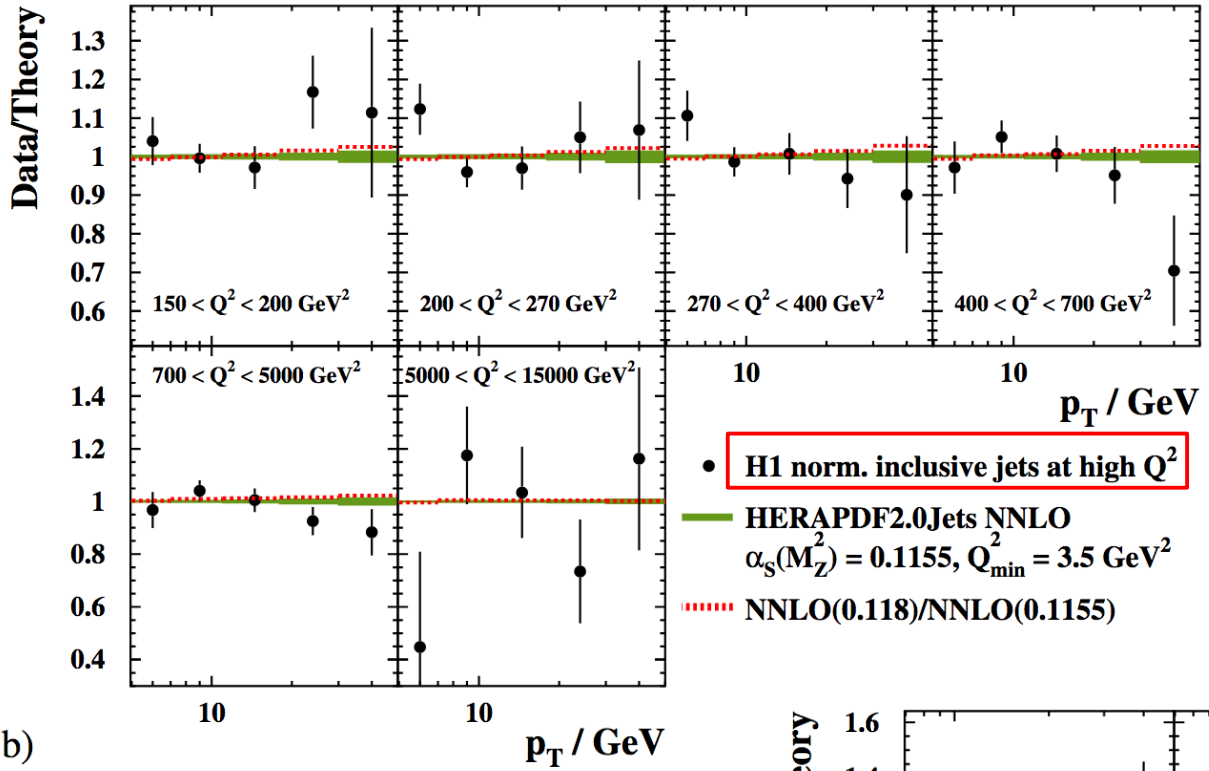 Data/Theory
1.3
1.2
1.1
1
0.9
0.8
0.7
0.6
150 < Q² < 200 GeV²
200 < Q² < 270 GeV²
270 < Q² < 400 GeV²
400 < Q² < 700 GeV²
10
10
p_T / GeV
700 < Q² < 5000 GeV²
5000 < Q² < 15000 GeV²
1.4
1.2
1
0.8
0.6
0.4
10
10
p_T / GeV
H1 norm. inclusive jets at high Q²
HERAPDF2.0Jets NNLO
α_S(M_Z²) = 0.1155, Q²_min = 3.5 GeV²
NNLO(0.118)/NNLO(0.1155)
b)
1.6